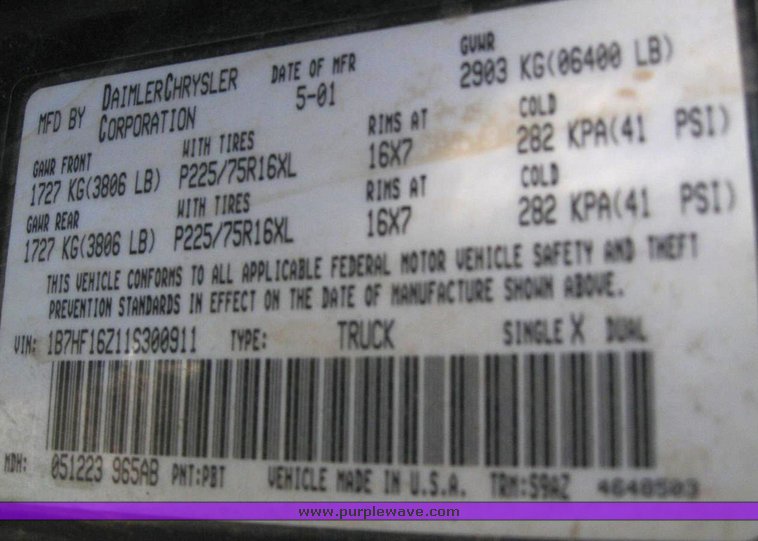 MFD BY DAIMLERCHRYSLER CORPORATION DATE OF MFR 5-01 GVWR 2903 KG(06400 LB)
GAWR FRONT WITH TIRES RIMS AT COLD
1727 KG(3806 LB) P225/75R16XL 16X7 282 KPA(41 PSI)
GAWR REAR WITH TIRES RIMS AT COLD
1727 KG(3806 LB) P225/75R16XL 16X7 282 KPA(41 PSI)
THIS VEHICLE CONFORMS TO ALL APPLICABLE FEDERAL MOTOR VEHICLE SAFETY AND THEFT
PREVENTION STANDARDS IN EFFECT ON THE DATE OF MANUFACTURE SHOWN ABOVE.
VIN: 1B7HF16Z11S300911 TYPE: TRUCK SINGLE X DUAL
MDH: 051223 965AB PNT:PBT VEHICLE MADE IN U.S.A. TRM:S9AZ 4648503
www.purplewave.com